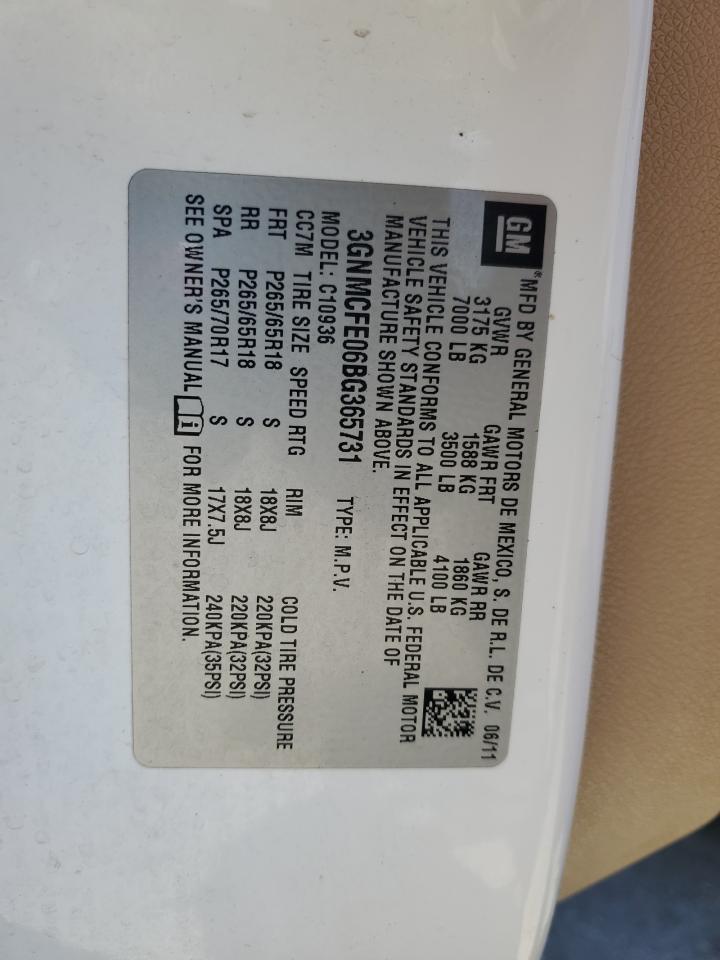 GM
*MFD BY GENERAL MOTORS DE MEXICO, S. DE R.L. DE C.V. 06/11
GVWR GAWR FRT GAWR RR
3175 KG 1588 KG 1860 KG
7000 LB 3500 LB 4100 LB
THIS VEHICLE CONFORMS TO ALL APPLICABLE U.S. FEDERAL MOTOR
VEHICLE SAFETY STANDARDS IN EFFECT ON THE DATE OF
MANUFACTURE SHOWN ABOVE.
3GNMCFE06BG365731 TYPE: M.P.V.
MODEL: C10936
CC7M TIRE SIZE SPEED RTG RIM COLD TIRE PRESSURE
FRT P265/65R18 S 18X8J 220KPA(32PSI)
RR P265/65R18 S 18X8J 220KPA(32PSI)
SPA P265/70R17 S 17X7.5J 240KPA(35PSI)
SEE OWNER'S MANUAL i FOR MORE INFORMATION.